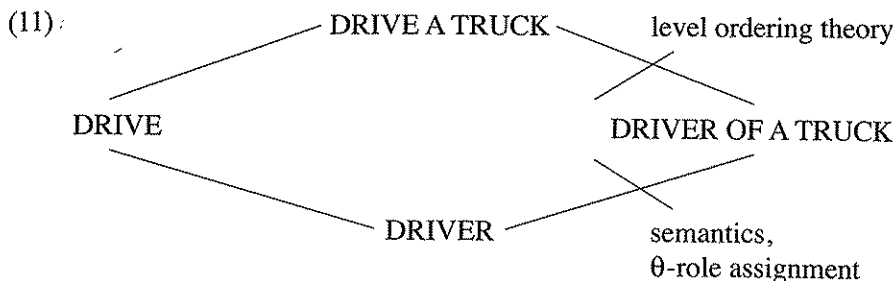 (11)
DRIVE A TRUCK
level ordering theory
DRIVE
DRIVER OF A TRUCK
DRIVER
semantics,
θ-role assignment